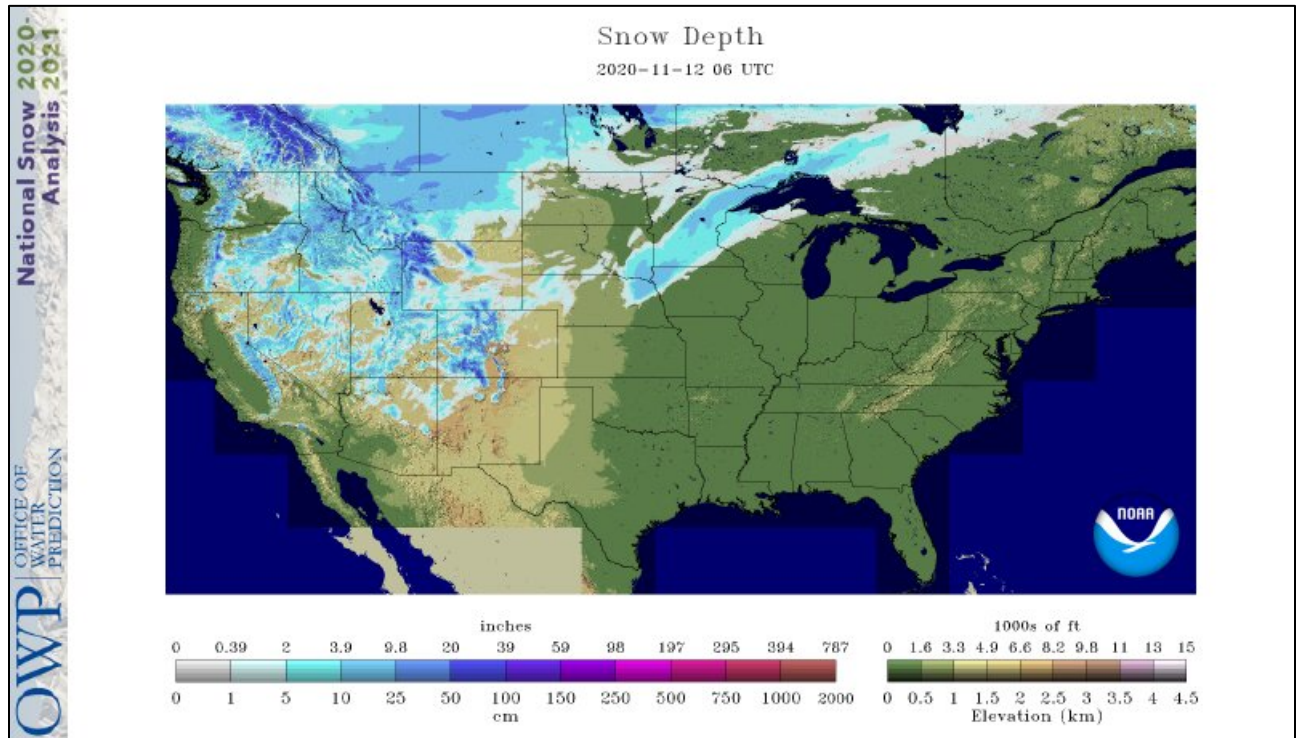 National Snow 2020-
Analysis 2021
OWP
OFFICE OF
WATER
PREDICTION
Snow Depth
2020-11-12 06 UTC
NOAA
inches
0 0.39 2 3.9 9.8 20 39 59 98 197 295 394 787
0 1 5 10 25 50 100 150 250 500 750 1000 2000
cm
1000s of ft
0 1.6 3.3 4.9 6.6 8.2 9.8 11 13 15
0 0.5 1 1.5 2 2.5 3 3.5 4 4.5
Elevation (km)